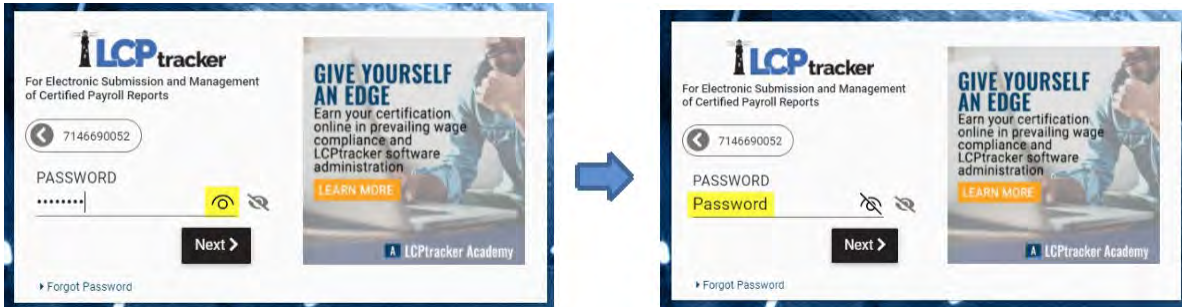 LCPtracker
For Electronic Submission and Management
of Certified Payroll Reports
7146690052
PASSWORD
Next
Forgot Password
GIVE YOURSELF
AN EDGE
Earn your certification
online in prevailing wage
compliance and
LCPtracker software
administration
LEARN MORE
A LCPtracker Academy
LCPtracker
For Electronic Submission and Management
of Certified Payroll Reports
7146690052
PASSWORD
Password
Next
Forgot Password
GIVE YOURSELF
AN EDGE
Earn your certification
online in prevailing wage
compliance and
LCPtracker software
administration
LEARN MORE
A LCPtracker Academy